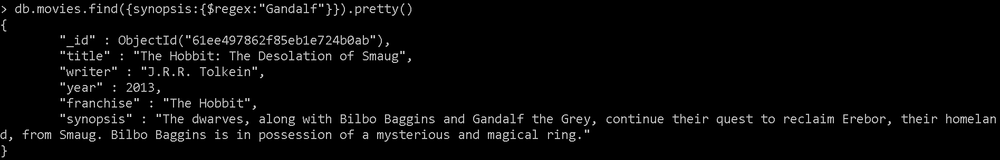 > db.movies.find({synopsis:{$regex:"Gandalf"}}).pretty()
{
        "_id" : ObjectId("61ee497862f85eb1e724b0ab"),
        "title" : "The Hobbit: The Desolation of Smaug",
        "writer" : "J.R.R. Tolkein",
        "year" : 2013,
        "franchise" : "The Hobbit",
        "synopsis" : "The dwarves, along with Bilbo Baggins and Gandalf the Grey, continue their quest to reclaim Erebor, their homelan
d, from Smaug. Bilbo Baggins is in possession of a mysterious and magical ring."
}